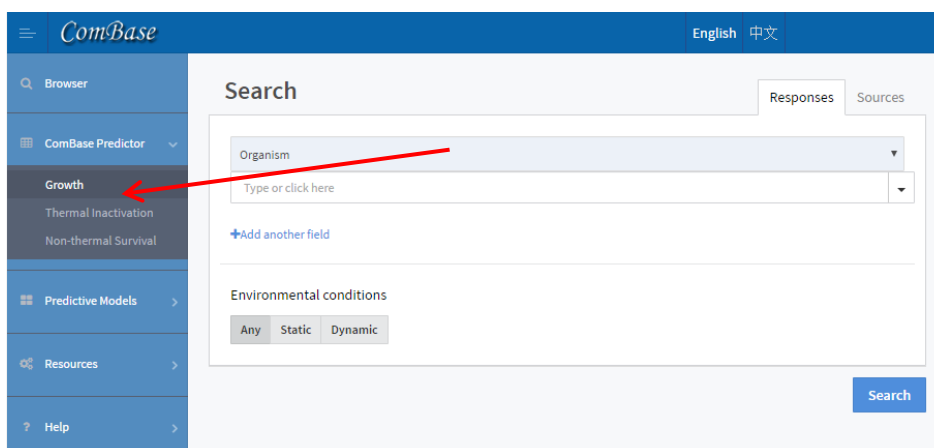 ComBase
English 中文
Browser
ComBase Predictor
Growth
Thermal Inactivation
Non-thermal Survival
Predictive Models
Resources
? Help
Search
Responses Sources
Organism
Type or click here
+Add another field
Environmental conditions
Any Static Dynamic
Search